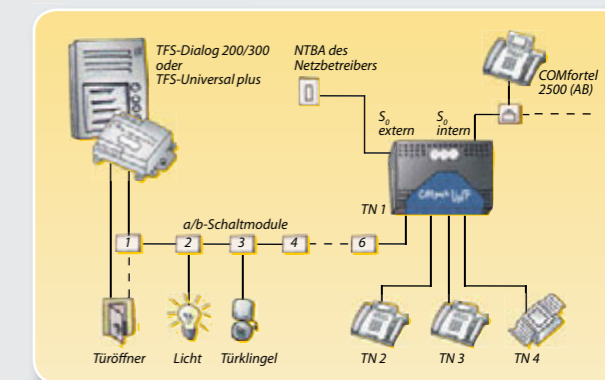 TFS-Dialog 200/300
oder
TFS-Universal plus
NTBA des
Netzbetreibers
COMfortel
2500 (AB)
S₀
extern
S₀
intern
TN 1
a/b-Schaltmodule
1
2
3
4
6
Türöffner
Licht
Türklingel
TN 2
TN 3
TN 4